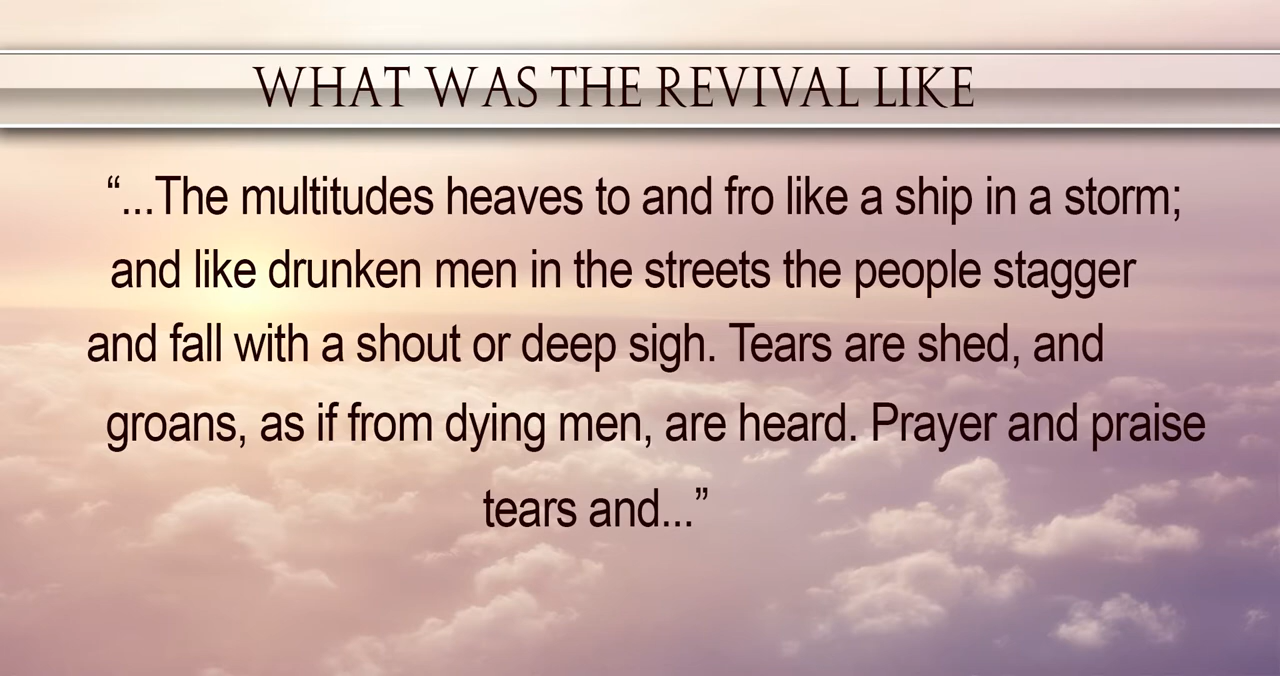 WHAT WAS THE REVIVAL LIKE
“...The multitudes heaves to and fro like a ship in a storm;
and like drunken men in the streets the people stagger
and fall with a shout or deep sigh. Tears are shed, and
groans, as if from dying men, are heard. Prayer and praise
tears and...”